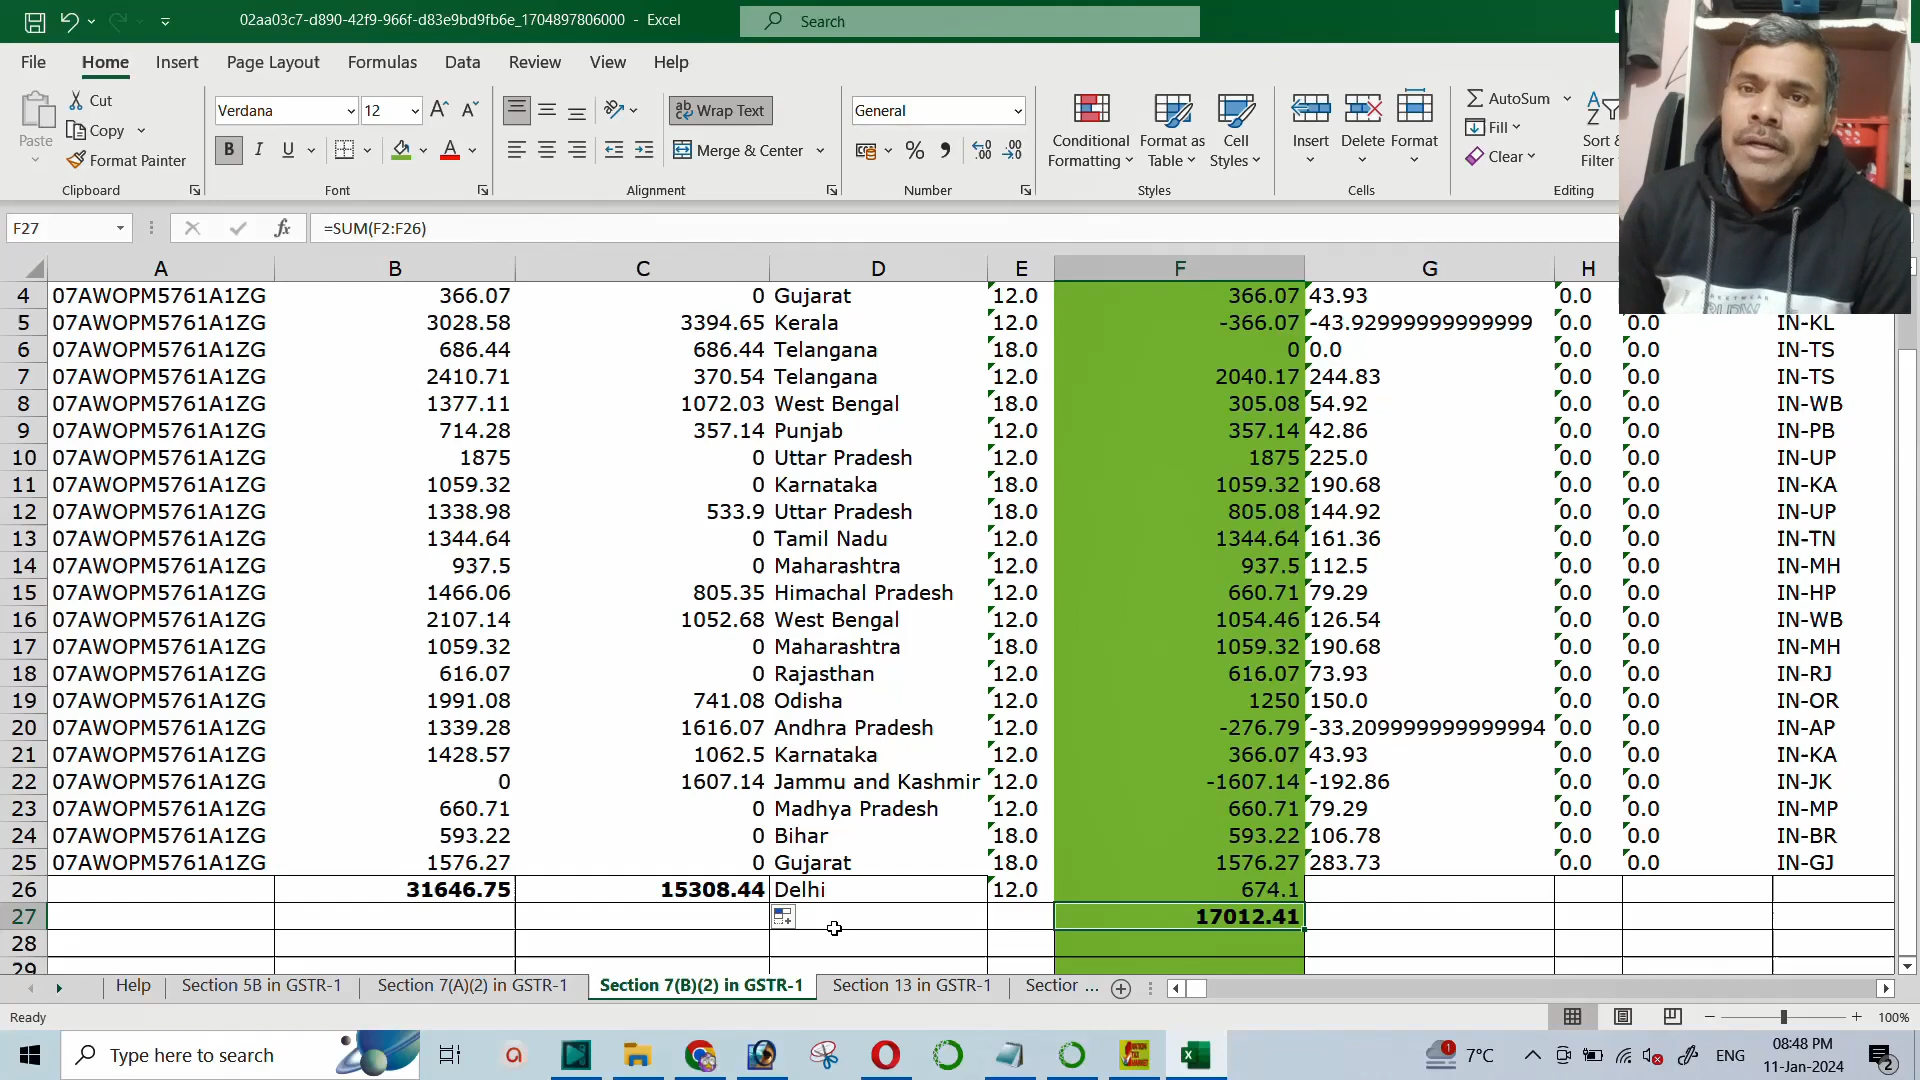 02aa03c7-d890-42f9-966f-d83e9bd9fb6e_1704897806000 - Excel
Search
File Home Insert Page Layout Formulas Data Review View Help
Paste
Cut
Copy
Format Painter
Clipboard
Verdana 12
B I U
Font
Wrap Text
Merge & Center
Alignment
General
Number
Conditional Formatting
Format as Table
Cell Styles
Styles
Insert
Delete
Format
Cells
AutoSum
Fill
Clear
Sort & Filter
Editing
F27 fx =SUM(F2:F26)
A B C D E F G H
4 07AWOPM5761A1ZG 366.07 0 Gujarat 12.0 366.07 43.93 0.0
5 07AWOPM5761A1ZG 3028.58 3394.65 Kerala 12.0 -366.07 -43.92999999999999 0.0 0.0 IN-KL
6 07AWOPM5761A1ZG 686.44 686.44 Telangana 18.0 0 0.0 0.0 0.0 IN-TS
7 07AWOPM5761A1ZG 2410.71 370.54 Telangana 12.0 2040.17 244.83 0.0 0.0 IN-TS
8 07AWOPM5761A1ZG 1377.11 1072.03 West Bengal 18.0 305.08 54.92 0.0 0.0 IN-WB
9 07AWOPM5761A1ZG 714.28 357.14 Punjab 12.0 357.14 42.86 0.0 0.0 IN-PB
10 07AWOPM5761A1ZG 1875 0 Uttar Pradesh 12.0 1875 225.0 0.0 0.0 IN-UP
11 07AWOPM5761A1ZG 1059.32 0 Karnataka 18.0 1059.32 190.68 0.0 0.0 IN-KA
12 07AWOPM5761A1ZG 1338.98 533.9 Uttar Pradesh 18.0 805.08 144.92 0.0 0.0 IN-UP
13 07AWOPM5761A1ZG 1344.64 0 Tamil Nadu 12.0 1344.64 161.36 0.0 0.0 IN-TN
14 07AWOPM5761A1ZG 937.5 0 Maharashtra 12.0 937.5 112.5 0.0 0.0 IN-MH
15 07AWOPM5761A1ZG 1466.06 805.35 Himachal Pradesh 12.0 660.71 79.29 0.0 0.0 IN-HP
16 07AWOPM5761A1ZG 2107.14 1052.68 West Bengal 12.0 1054.46 126.54 0.0 0.0 IN-WB
17 07AWOPM5761A1ZG 1059.32 0 Maharashtra 18.0 1059.32 190.68 0.0 0.0 IN-MH
18 07AWOPM5761A1ZG 616.07 0 Rajasthan 12.0 616.07 73.93 0.0 0.0 IN-RJ
19 07AWOPM5761A1ZG 1991.08 741.08 Odisha 12.0 1250 150.0 0.0 0.0 IN-OR
20 07AWOPM5761A1ZG 1339.28 1616.07 Andhra Pradesh 12.0 -276.79 -33.209999999999994 0.0 0.0 IN-AP
21 07AWOPM5761A1ZG 1428.57 1062.5 Karnataka 12.0 366.07 43.93 0.0 0.0 IN-KA
22 07AWOPM5761A1ZG 0 1607.14 Jammu and Kashmir 12.0 -1607.14 -192.86 0.0 0.0 IN-JK
23 07AWOPM5761A1ZG 660.71 0 Madhya Pradesh 12.0 660.71 79.29 0.0 0.0 IN-MP
24 07AWOPM5761A1ZG 593.22 0 Bihar 18.0 593.22 106.78 0.0 0.0 IN-BR
25 07AWOPM5761A1ZG 1576.27 0 Gujarat 18.0 1576.27 283.73 0.0 0.0 IN-GJ
26 31646.75 15308.44 Delhi 12.0 674.1
27 17012.41
28
29
Help Section 5B in GSTR-1 Section 7(A)(2) in GSTR-1 Section 7(B)(2) in GSTR-1 Section 13 in GSTR-1 Section ...
Ready 100%
Type here to search 7°C ENG 08:48 PM
11-Jan-2024 2